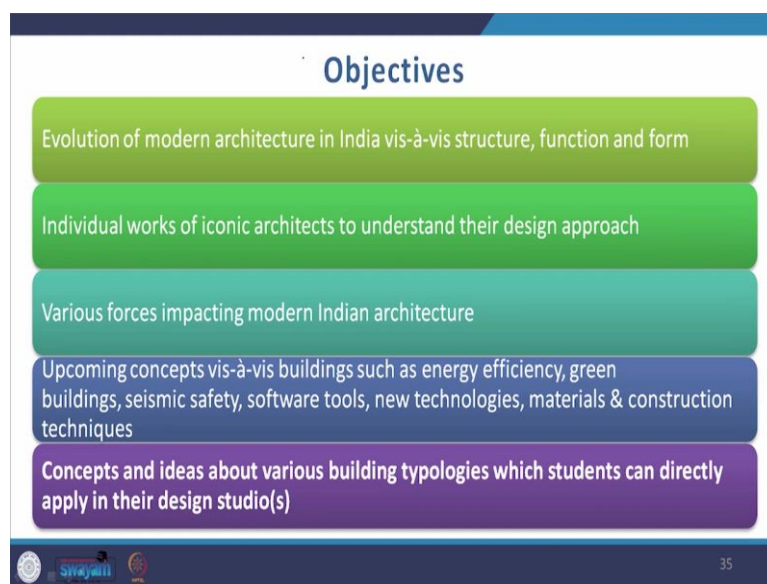 Objectives
Evolution of modern architecture in India vis-à-vis structure, function and form
Individual works of iconic architects to understand their design approach
Various forces impacting modern Indian architecture
Upcoming concepts vis-à-vis buildings such as energy efficiency, green
buildings, seismic safety, software tools, new technologies, materials & construction
techniques
Concepts and ideas about various building typologies which students can directly
apply in their design studio(s)
swayam
35